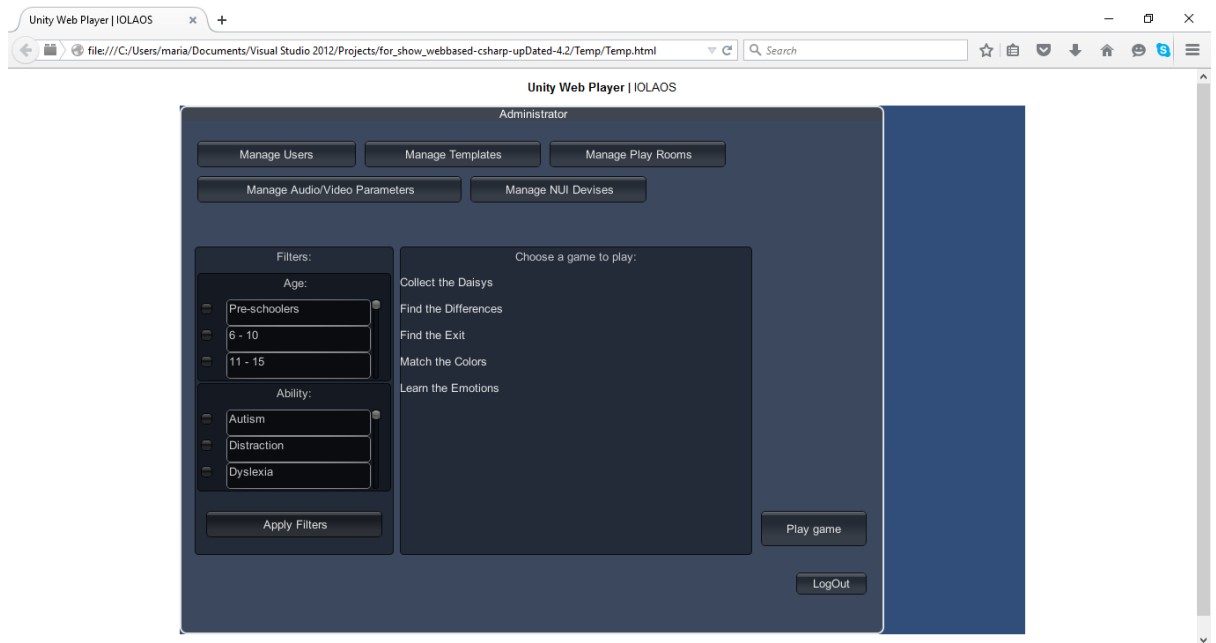 Unity Web Player | IOLAOS
file:///C:/Users/maria/Documents/Visual Studio 2012/Projects/for_show_webbased-csharp-upDated-4.2/Temp/Temp.html
Search
Unity Web Player | IOLAOS
Administrator
Manage Users
Manage Templates
Manage Play Rooms
Manage Audio/Video Parameters
Manage NUI Devises
Filters:
Age:
Pre-schoolers
6 - 10
11 - 15
Ability:
Autism
Distraction
Dyslexia
Apply Filters
Choose a game to play:
Collect the Daisys
Find the Differences
Find the Exit
Match the Colors
Learn the Emotions
Play game
LogOut